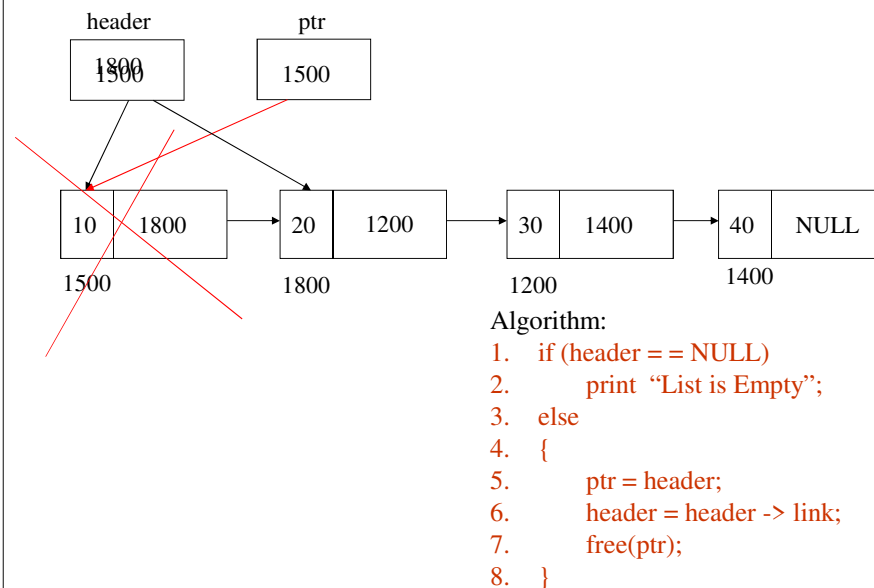 header ptr
1800
1500
1500
10 1800 20 1200 30 1400 40 NULL
1500 1800 1200 1400
Algorithm:
1. if (header = = NULL)
2. print “List is Empty”;
3. else
4. {
5. ptr = header;
6. header = header -> link;
7. free(ptr);
8. }